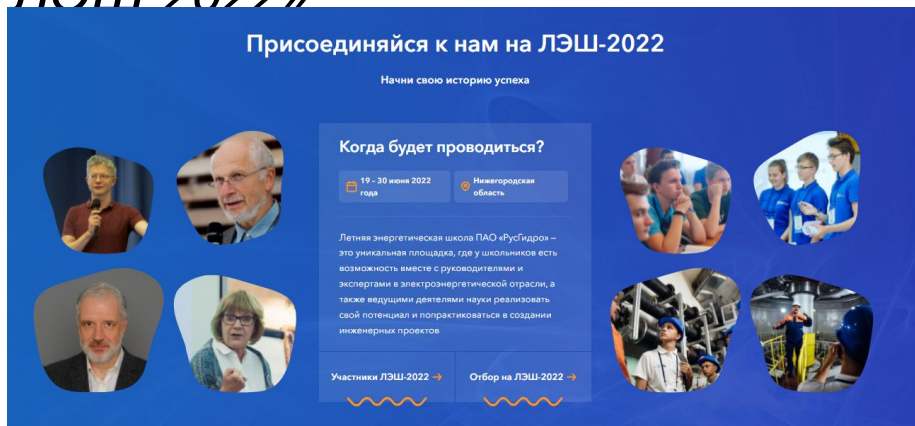 ЛЭШ 2022»
Присоединяйся к нам на ЛЭШ-2022
Начни свою историю успеха
Когда будет проводиться?
19 – 30 июня 2022
года
Нижегородская
область
Летняя энергетическая школа ПАО «РусГидро» –
это уникальная площадка, где у школьников есть
возможность вместе с руководителями и
экспертами в электроэнергетической отрасли, а
также ведущими деятелями науки реализовать
свой потенциал и попрактиковаться в создании
инженерных проектов
Участники ЛЭШ-2022 →
Отбор на ЛЭШ-2022 →